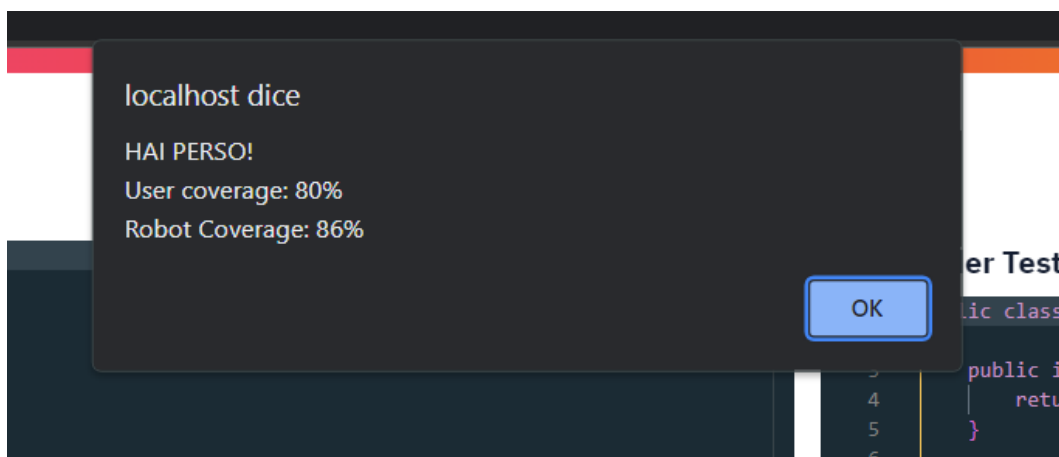 localhost dice
HAI PERSO!
User coverage: 80%
Robot Coverage: 86%
OK
er Test
lic class
3 public i
4 retu
5 }
6